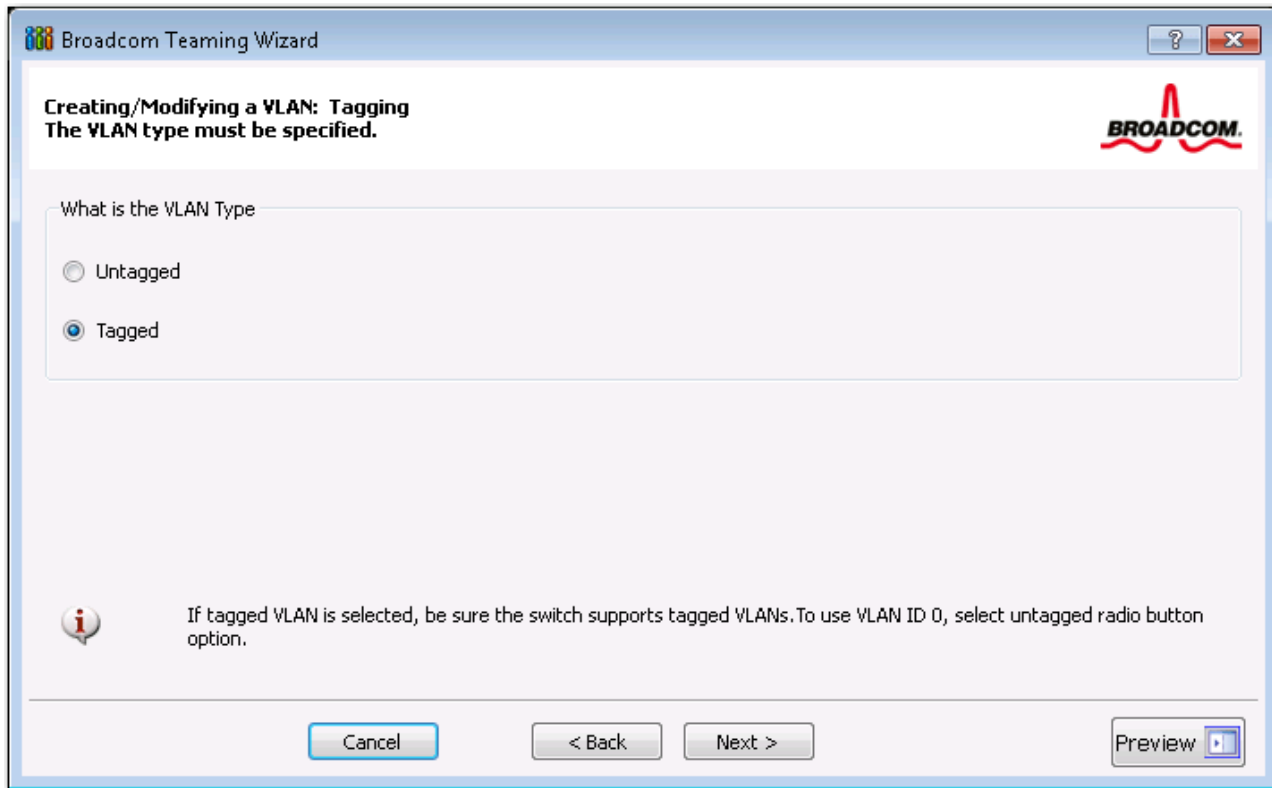 Broadcom Teaming Wizard
?
Creating/Modifying a VLAN: Tagging
The VLAN type must be specified.
BROADCOM.
What is the VLAN Type
Untagged
Tagged
If tagged VLAN is selected, be sure the switch supports tagged VLANs.To use VLAN ID 0, select untagged radio button
option.
Cancel
< Back
Next >
Preview